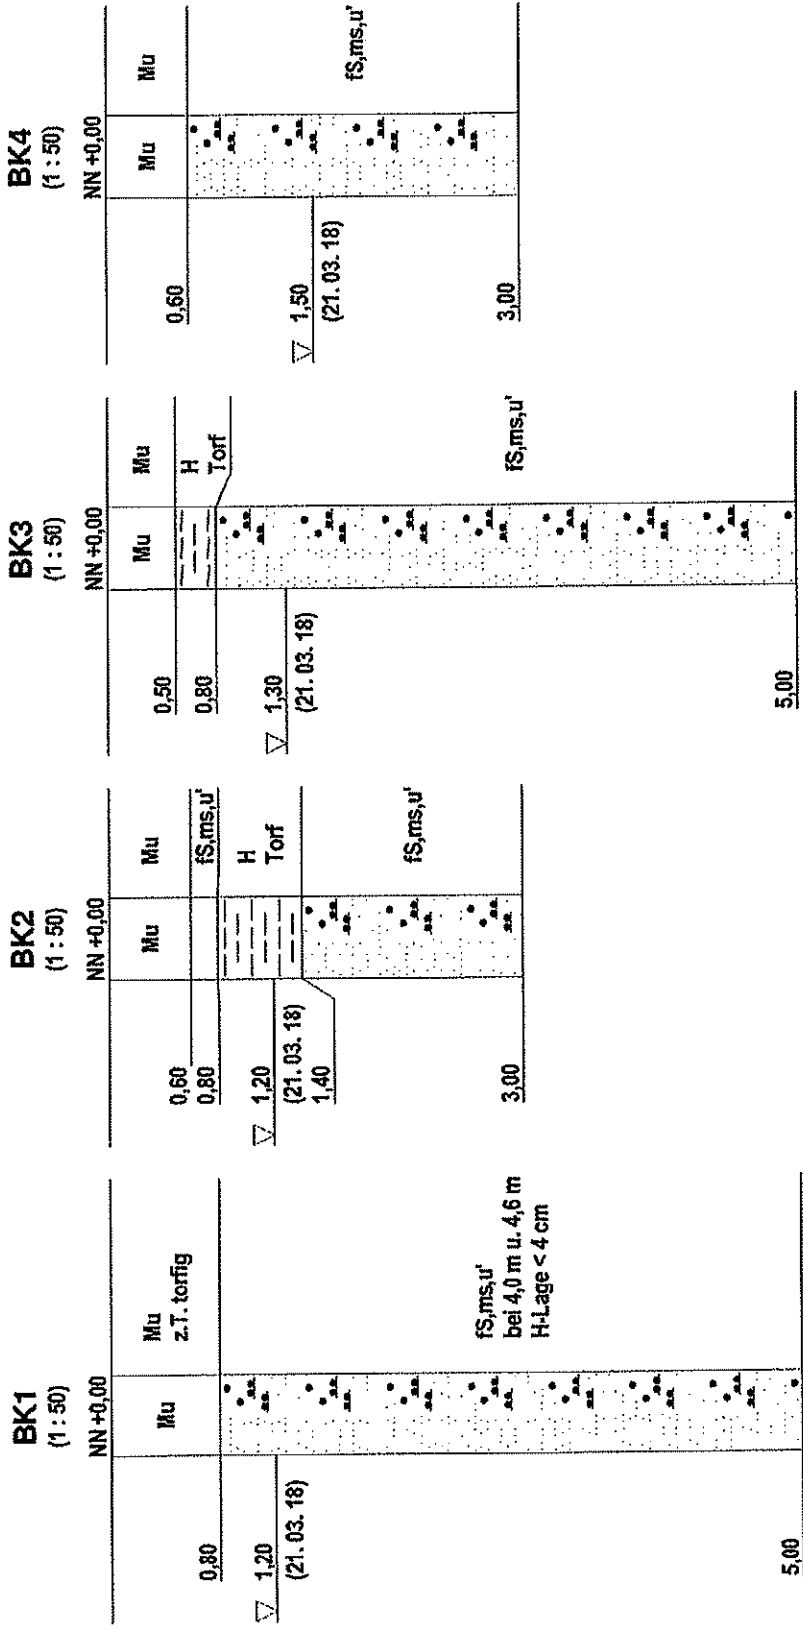 BK1
(1 : 50)
NN +0,00
Mu
Mu
z.T. torfig
0,80
1,20
(21. 03. 18)
fS,ms,u'
bei 4,0 m u. 4,6 m
H-Lage < 4 cm
5,00
BK2
(1 : 50)
NN +0,00
Mu
Mu
0,60
fS,ms,u'
0,80
H
Torf
1,20
(21. 03. 18)
1,40
fS,ms,u'
3,00
BK3
(1 : 50)
NN +0,00
Mu
Mu
0,50
H
Torf
0,80
1,30
(21. 03. 18)
fS,ms,u'
5,00
BK4
(1 : 50)
NN +0,00
Mu
Mu
0,60
1,50
(21. 03. 18)
fS,ms,u'
3,00